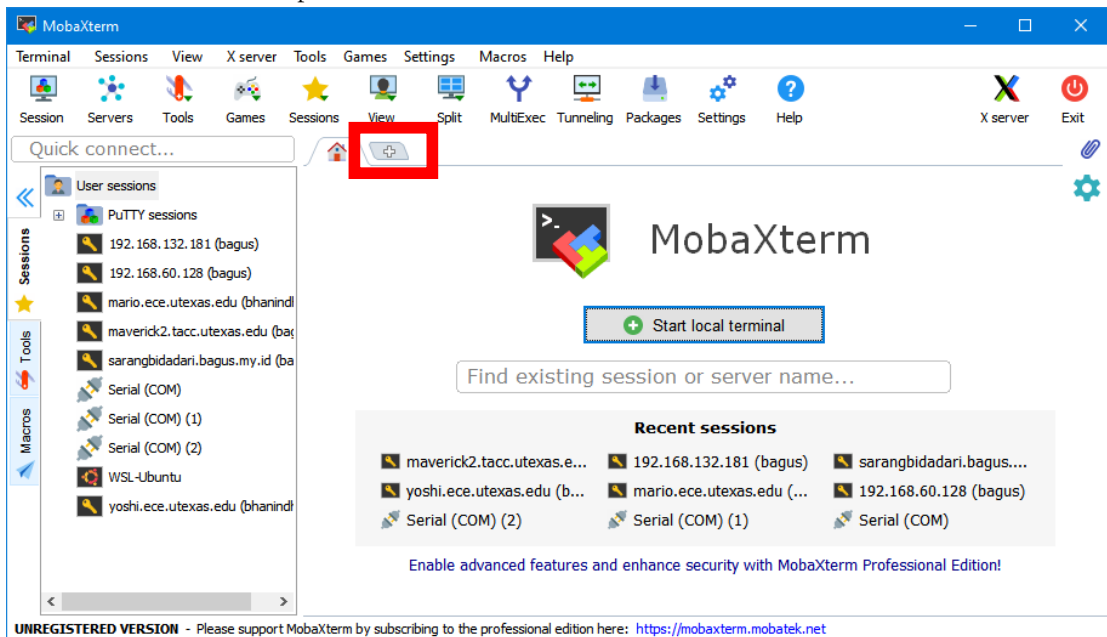 MobaXterm
Terminal Sessions View X server Tools Games Settings Macros Help
Session Servers Tools Games Sessions View Split MultiExec Tunneling Packages Settings Help X server Exit
Quick connect...
User sessions
PuTTY sessions
192.168.132.181 (bagus)
192.168.60.128 (bagus)
mario.ece.utexas.edu (bhanindh
maverick2.tacc.utexas.edu (bag
sarangbidadari.bagus.my.id (ba
Serial (COM)
Serial (COM) (1)
Serial (COM) (2)
WSL-Ubuntu
yoshi.ece.utexas.edu (bhanindh
Sessions
Tools
Macros
>_
MobaXterm
Start local terminal
Find existing session or server name...
Recent sessions
maverick2.tacc.utexas.e... 192.168.132.181 (bagus) sarangbidadari.bagus....
yoshi.ece.utexas.edu (b... mario.ece.utexas.edu (... 192.168.60.128 (bagus)
Serial (COM) (2) Serial (COM) (1) Serial (COM)
Enable advanced features and enhance security with MobaXterm Professional Edition!
UNREGISTERED VERSION - Please support MobaXterm by subscribing to the professional edition here: https://mobaxterm.mobatek.net